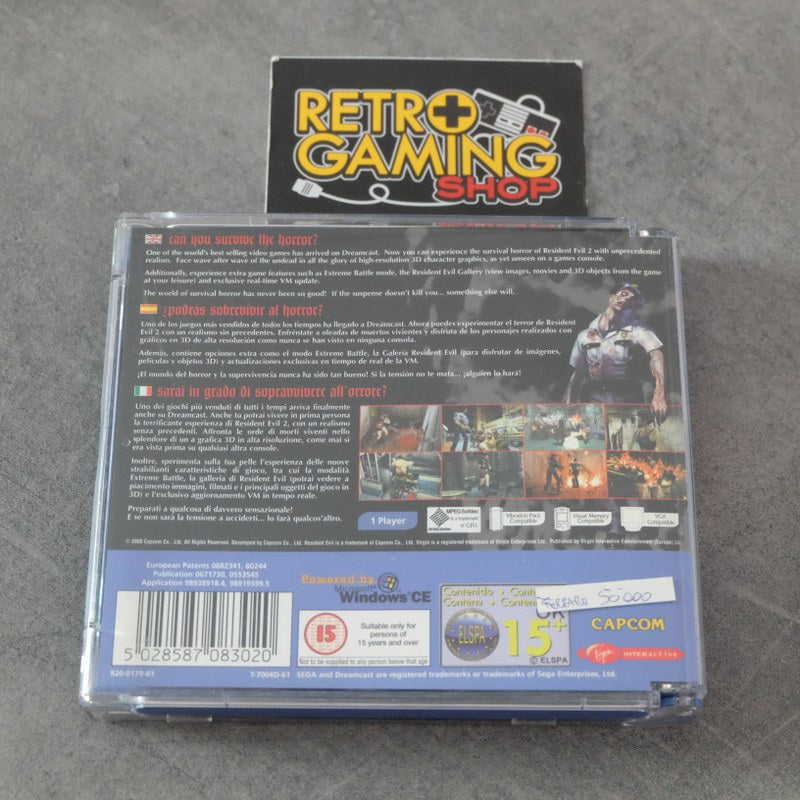 RETRO
GAMING
SHOP
can you survive the horror?
One of the world's best selling video games has arrived on Dreamcast. Now you can experience the survival horror of Resident Evil 2 with unprecedented
realism. Face wave after wave of the undead in all the glory of high-resolution 3D character graphics, as yet unseen on a games console.
Additionally, experience extra game features such as Extreme Battle mode, the Resident Evil Gallery (view images, movies and 3D objects from the game
at your leisure) and exclusive real-time VM update.
The world of survival horror has never been so good! If the suspense doesn't kill you... something else will.
¿podrás sobrevivir al horror?
Uno de los juegos más vendidos de todos los tiempos ha llegado a Dreamcast. Ahora puedes experimentar el terror de Resident
Evil 2 con un realismo sin precedentes. Enfréntate a oleadas de muertos vivientes y disfruta de los personajes realizados con
gráficos en 3D de alta resolución como nunca se han visto en ninguna consola.
Además, contiene opciones extra como el modo Extreme Battle, la Galería Resident Evil (para disfrutar de imágenes,
películas y objetos 3D) y actualizaciones exclusivas en tiempo real de la VM.
¡El mundo del horror y la supervivencia nunca ha sido tan bueno! Si la tensión no te mata... ¡alguien lo hará!
sarai in grado di sopravvivere all'orrore?
Uno dei giochi più venduti di tutti i tempi arriva finalmente
anche su Dreamcast. Anche tu potrai vivere in prima persona
la terrificante esperienza di Resident Evil 2, con un realismo
senza precedenti. Affronta le orde di morti viventi nello
splendore di un a grafica 3D in alta risoluzione, come mai si
era vista prima su qualsiasi altra console.
Inoltre, sperimenta sulla tua pelle l'esperienza delle nuove
strabilianti caratteristiche di gioco, tra cui la modalità
Extreme Battle, la galleria di Resident Evil (potrai vedere a
piacimento immagini, filmati e i principali oggetti del gioco in
3D) e l'esclusivo aggiornamento VM in tempo reale.
Preparati a qualcosa di davvero sensazionale!
E se non sarà la tensione a ucciderti... lo farà qualcos'altro.
1 Player
MPEG Sofdec
is a trademark
of CRI.
Vibration Pack
Compatible
Visual Memory
Compatible
VGA
Compatible
© 2000 Capcom Co., Ltd. All Rights Reserved. Developed by Capcom Co., Ltd. Resident Evil is a trademark of Capcom Co., Ltd. Virgin is a registered trademark of Virgin Enterprises Ltd. Published by Virgin Interactive Entertainment (Europe) Ltd.
European Patents 0682341, 80244
Publication 0671730, 0553545
Application 98938918.4, 98919599.5
5 028587 083020
820-0179-61
Powered by
Microsoft
Windows CE
15
Suitable only for
persons of
15 years and over
Not to be supplied to any person below that age
Contenido
Contenu
ELSPA
15+
© ELSPA
50'000
CAPCOM
Virgin INTERACTIVE
T-7004D-61 SEGA and Dreamcast are registered trademarks or trademarks of Sega Enterprises, Ltd.